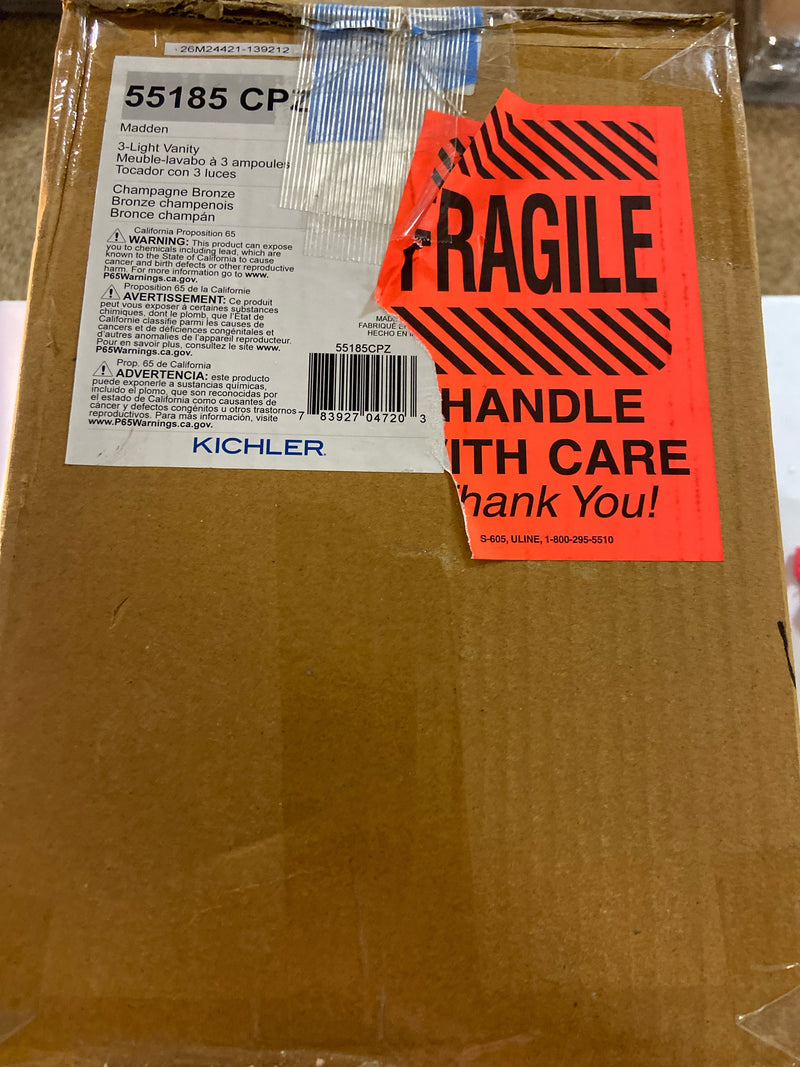 26M24421-139212
55185 CPZ
Madden
3-Light Vanity
Meuble-lavabo à 3 ampoules
Tocador con 3 luces
Champagne Bronze
Bronze champenois
Bronce champán
California Proposition 65
WARNING: This product can expose
you to chemicals including lead, which are
known to the State of California to cause
cancer and birth defects or other reproductive
harm. For more information go to www.
P65Warnings.ca.gov.
Proposition 65 de la Californie
AVERTISSEMENT: Ce produit
peut vous exposer à certaines substances
chimiques, dont le plomb, que l'État de
Californie classifie parmi les causes de
cancers et de déficiences congénitales et
d'autres anomalies de l'appareil reproducteur.
Pour en savoir plus, consultez le site www.
P65Warnings.ca.gov.
Prop. 65 de California
ADVERTENCIA: este producto
puede exponerle a sustancias químicas,
incluido el plomo, que son reconocidas por
el estado de California como causantes de
cáncer y defectos congénitos u otros trastornos
reproductivos. Para más información, visite
www.P65Warnings.ca.gov.
MADE
FABRIQUÉ E
HECHO EN
55185CPZ
7 83927 04720 3
KICHLER
FRAGILE
HANDLE
WITH CARE
Thank You!
S-605, ULINE, 1-800-295-5510